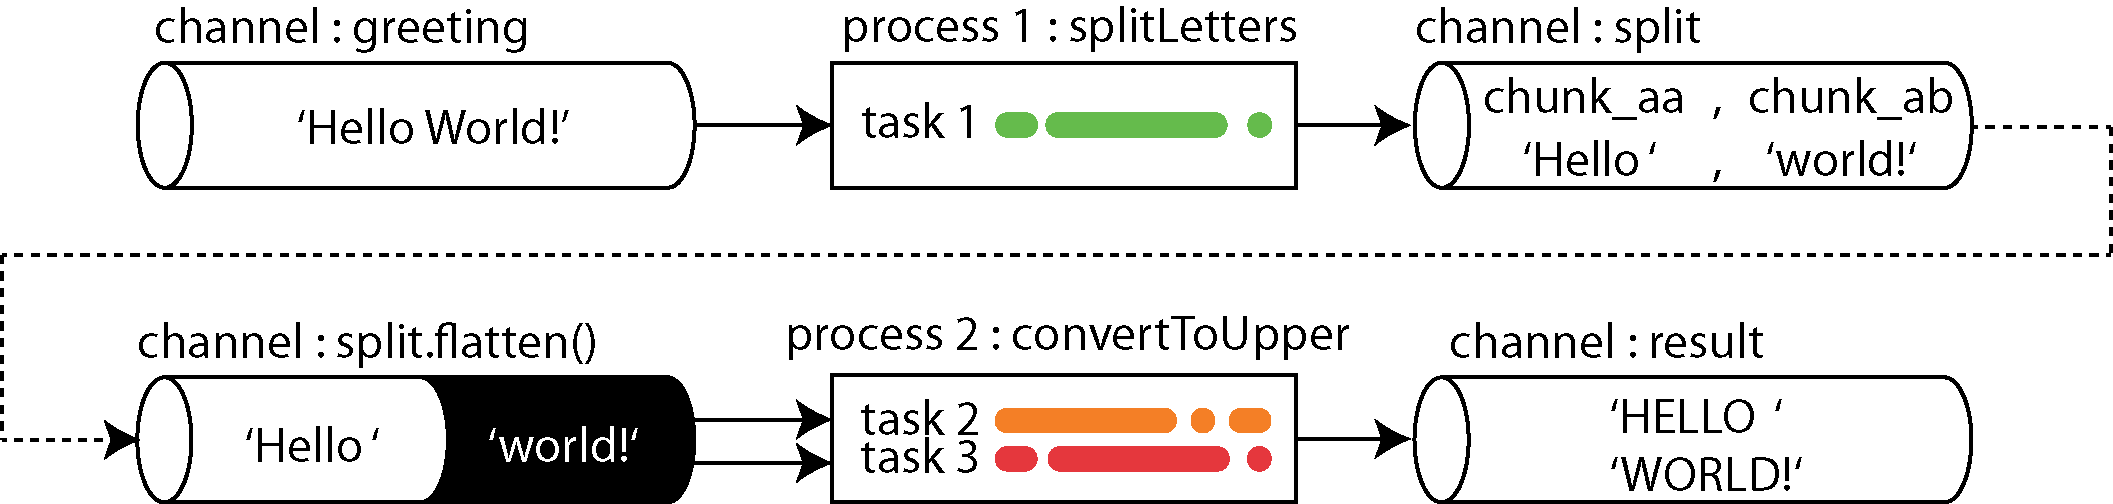 channel : greeting
‘Hello World!’
process 1 : splitLetters
task 1
channel : split
chunk_aa , chunk_ab
‘Hello ‘ , ‘world!‘
channel : split.flatten()
‘Hello ‘ ‘world!‘
process 2 : convertToUpper
task 2
task 3
channel : result
‘HELLO ‘
‘WORLD!‘